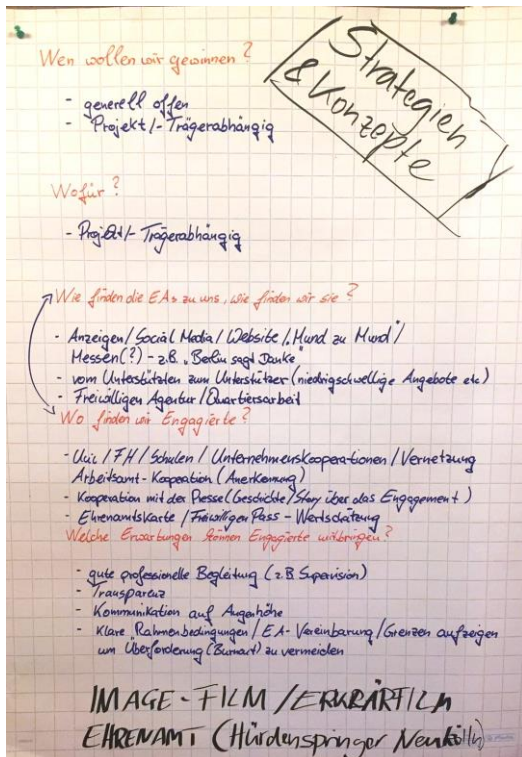 Strategien
& Konzepte
Wen wollen wir gewinnen?
- generell offen
- Projekt/- Trägerabhängig
Wofür?
- Projekt/- Trägerabhängig
Wie finden die EAs zu uns, wie finden wir sie?
- Anzeigen/Social Media/Website/"Mund zu Mund"/
Messen(?) - z.B. "Berlin sagt Danke"
- vom Unterstützten zum Unterstützer (niedrigschwellige Angebote etc)
- Freiwilligen Agentur/Quartiersarbeit
Wo finden wir Engagierte?
- Uni/FH/Schulen/Unternehmenskooperationen/Vernetzung
Arbeitsamt-Kooperation (Anerkennung)
- Kooperation mit der Presse (Geschichte/Story über das Engagement)
- Ehrenamtskarte/Freiwilligen Pass - Wertschätzung
Welche Erwartungen können Engagierte mitbringen?
- gute professionelle Begleitung (z.B. Supervision)
- Transparenz
- Kommunikation auf Augenhöhe
- Klare Rahmenbedingungen/EA-Vereinbarung/Grenzen aufzeigen
um Überforderung (Burnout) zu vermeiden
IMAGE-FILM/ERKLÄRFILM
EHRENAMT (Hürdenspringer Neukölln)